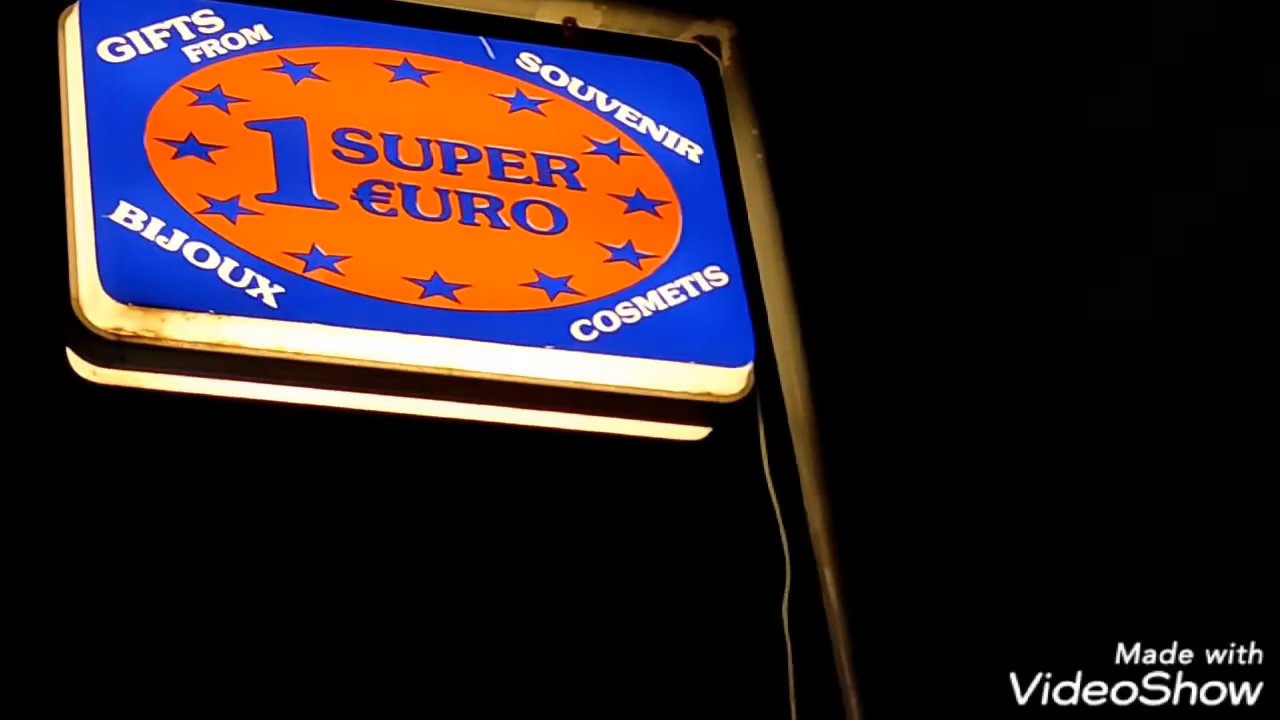 GIFTS
FROM
SOUVENIR
1 SUPER
€URO
BIJOUX
COSMETIS
Made with
VideoShow